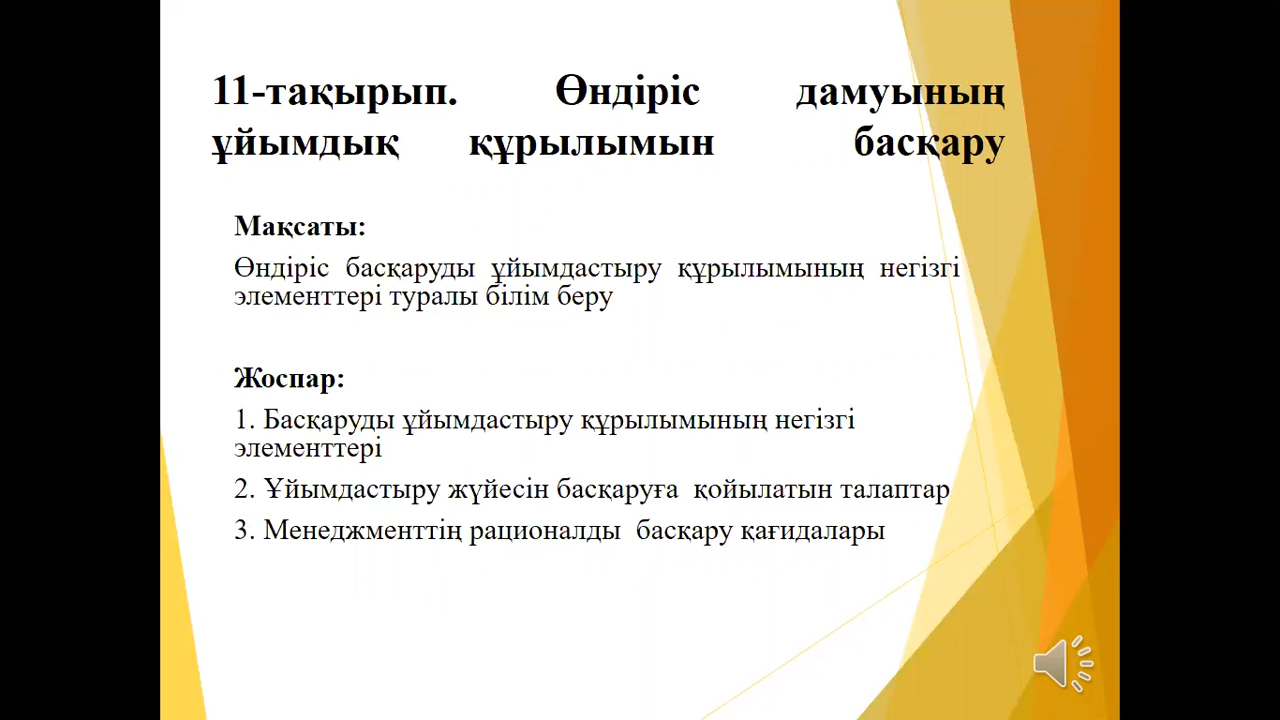 11-тақырып. Өндіріс дамуының
ұйымдық құрылымын басқару
Мақсаты:
Өндіріс басқаруды ұйымдастыру құрылымының негізгі
элементтері туралы білім беру
Жоспар:
1. Басқаруды ұйымдастыру құрылымының негізгі
элементтері
2. Ұйымдастыру жүйесін басқаруға қойылатын талаптар
3. Менеджменттің рационалды басқару қағидалары